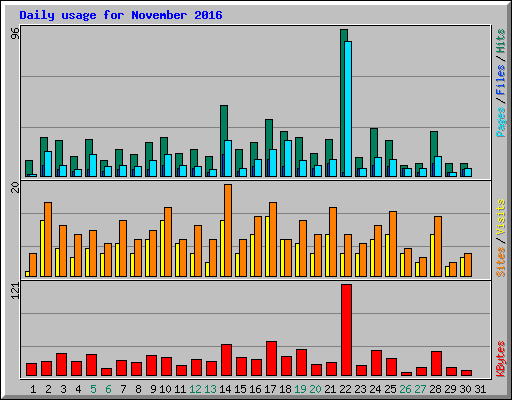 Daily usage for November 2016
96
Pages / Files / Hits
20
Sites / Visits
121
KBytes
1 2 3 4 5 6 7 8 9 10 11 12 13 14 15 16 17 18 19 20 21 22 23 24 25 26 27 28 29 30 31